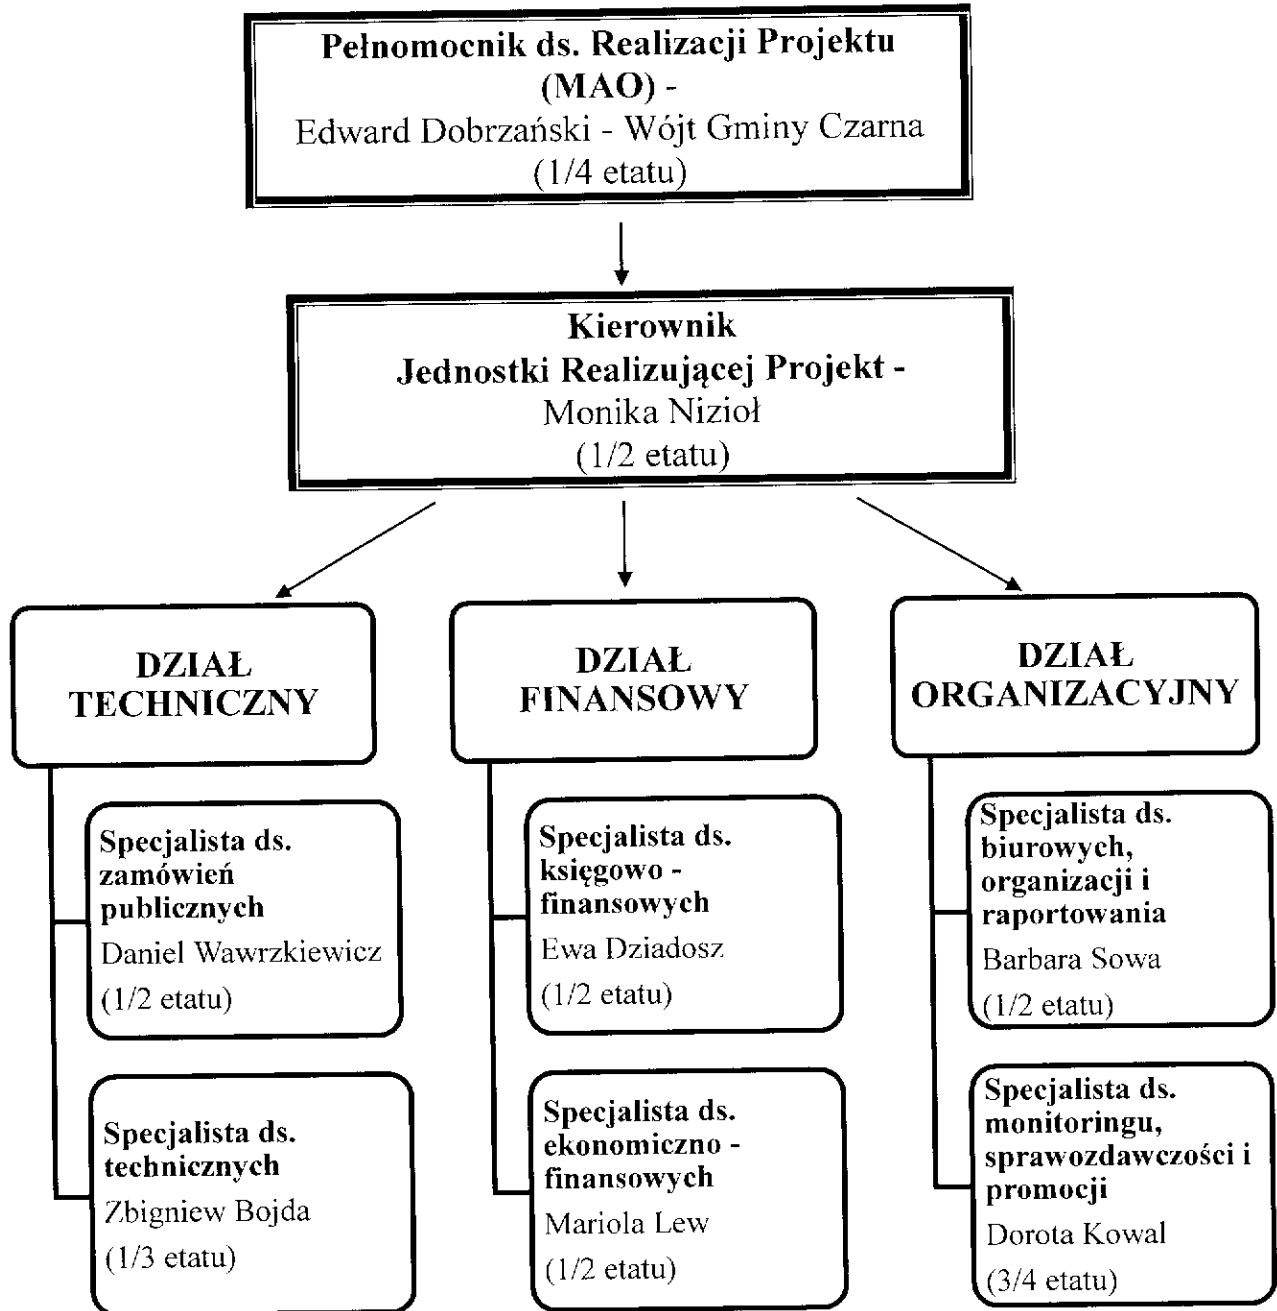 Pełnomocnik ds. Realizacji Projektu
(MAO) -
Edward Dobrzański - Wójt Gminy Czarna
(1/4 etatu)
Kierownik
Jednostki Realizującej Projekt -
Monika Nizioł
(1/2 etatu)
DZIAŁ
TECHNICZNY
Specjalista ds.
zamówień
publicznych
Daniel Wawrzkiewicz
(1/2 etatu)
Specjalista ds.
technicznych
Zbigniew Bojda
(1/3 etatu)
DZIAŁ
FINANSOWY
Specjalista ds.
księgowo -
finansowych
Ewa Dziadosz
(1/2 etatu)
Specjalista ds.
ekonomiczno -
finansowych
Mariola Lew
(1/2 etatu)
DZIAŁ
ORGANIZACYJNY
Specjalista ds.
biurowych,
organizacji i
raportowania
Barbara Sowa
(1/2 etatu)
Specjalista ds.
monitoringu,
sprawozdawczości i
promocji
Dorota Kowal
(3/4 etatu)